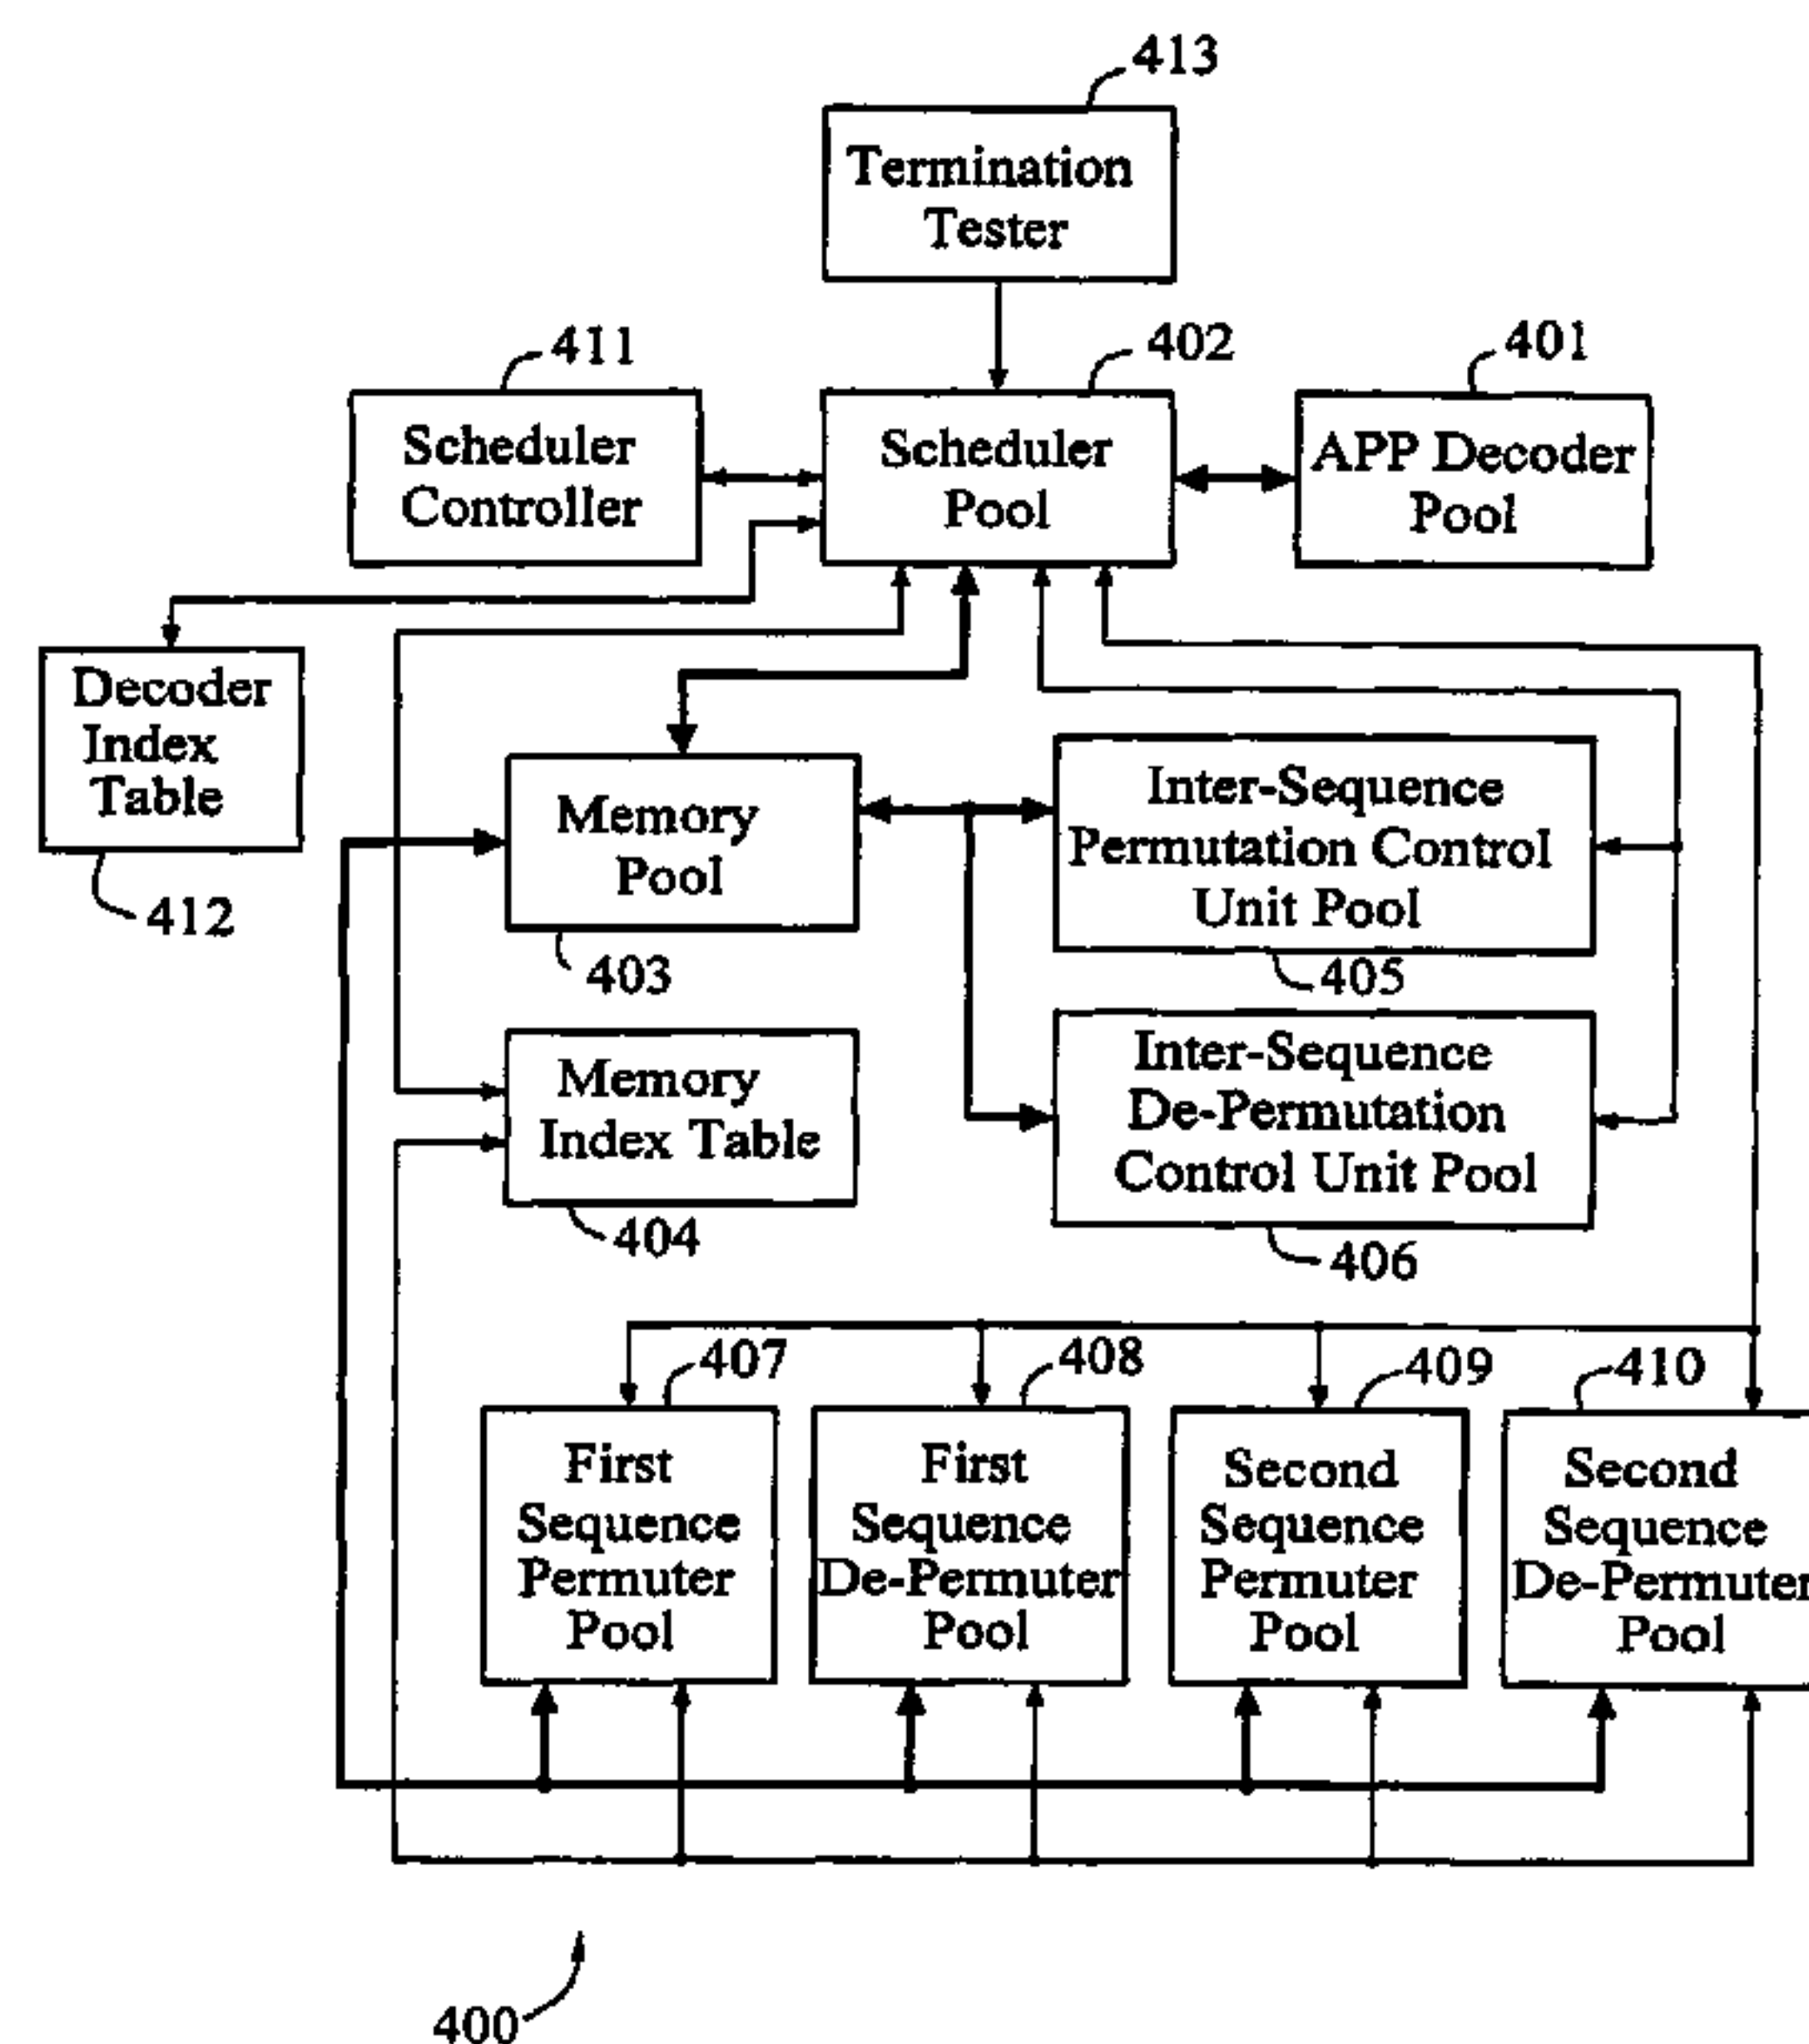 413
Termination
Tester
411
402
401
Scheduler
Controller
Scheduler
Pool
APP Decoder
Pool
Decoder
Index
Table
412
Memory
Pool
403
Inter-Sequence
Permutation Control
Unit Pool
405
Memory
Index Table
404
Inter-Sequence
De-Permutation
Control Unit Pool
406
407
408
409
410
First
Sequence
Permuter
Pool
First
Sequence
De-Permuter
Pool
Second
Sequence
Permuter
Pool
Second
Sequence
De-Permuter
Pool
400